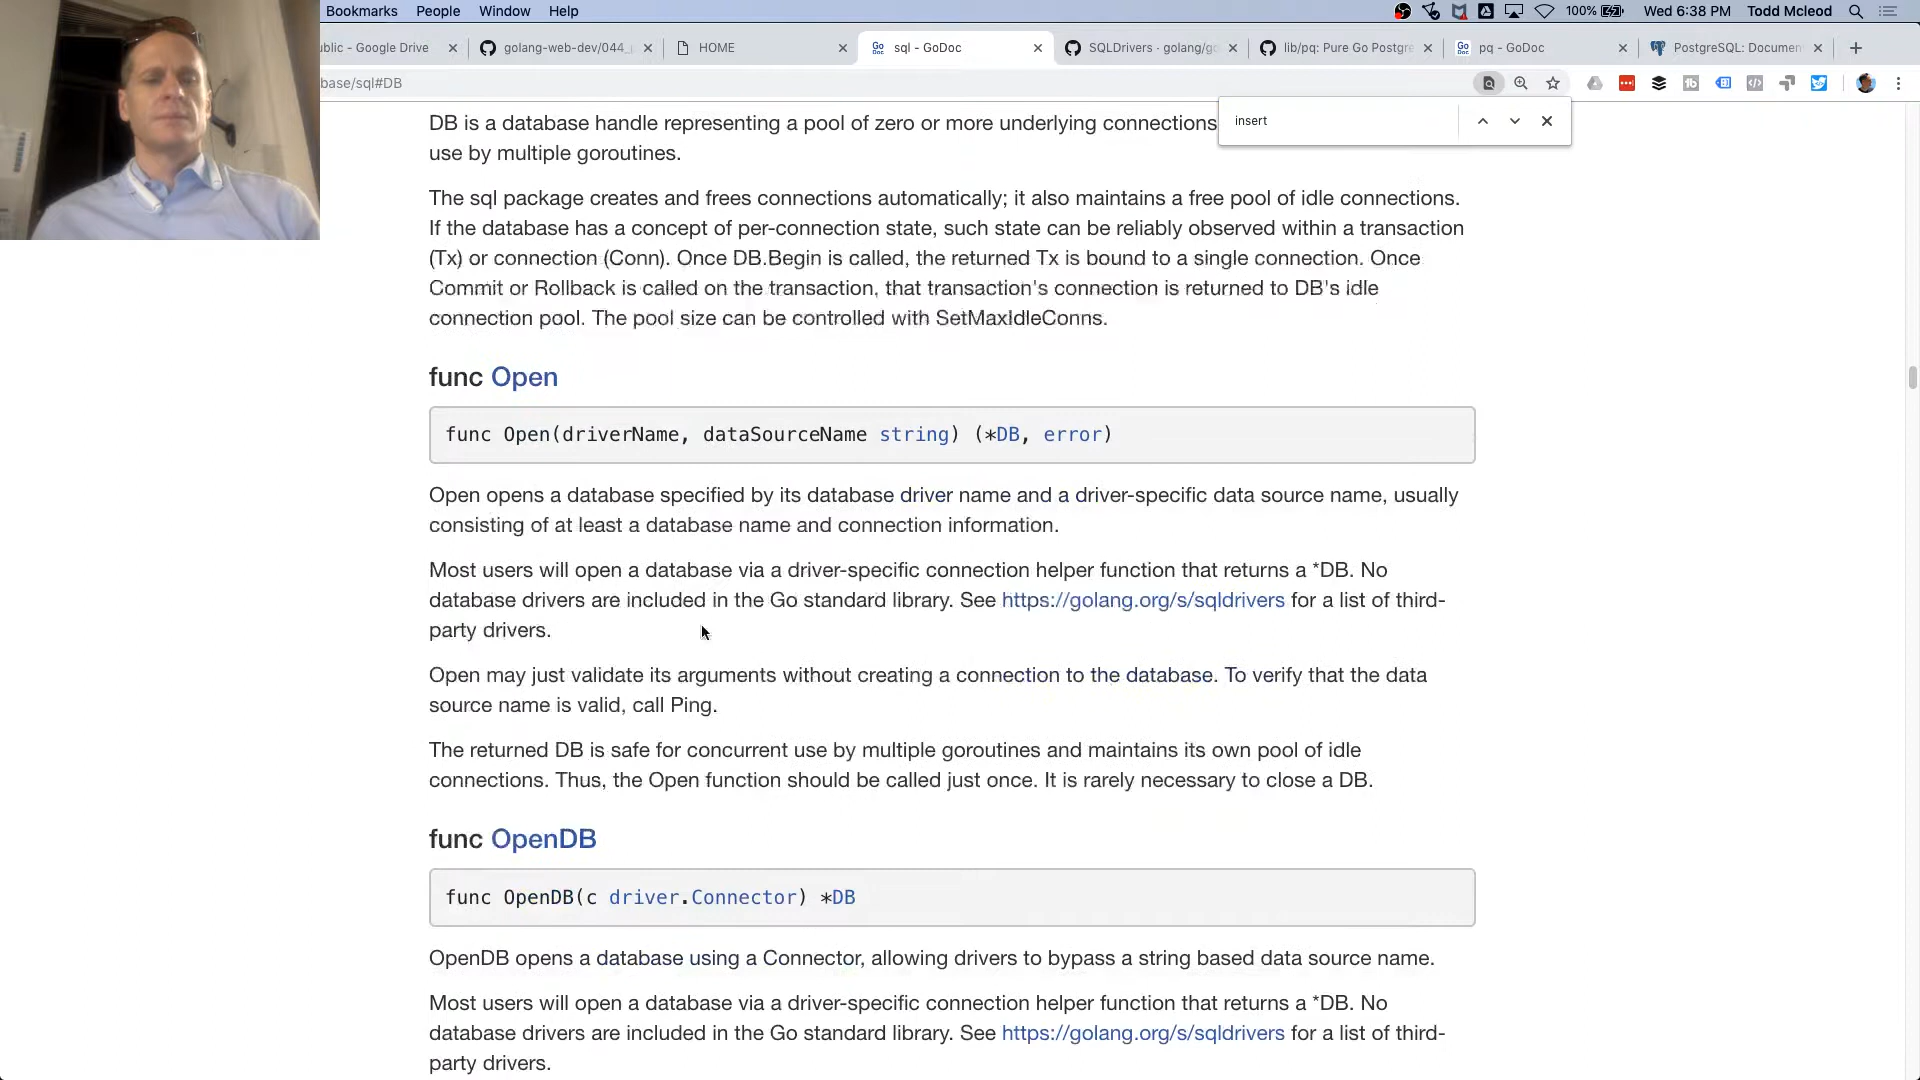 Bookmarks People Window Help 100% Wed 6:38 PM Todd Mcleod
ublic - Google Drive golang-web-dev/044_ HOME sql - GoDoc SQLDrivers · golang/go lib/pq: Pure Go Postgre pq - GoDoc PostgreSQL: Documen
base/sql#DB
insert
DB is a database handle representing a pool of zero or more underlying connections
use by multiple goroutines.
The sql package creates and frees connections automatically; it also maintains a free pool of idle connections.
If the database has a concept of per-connection state, such state can be reliably observed within a transaction
(Tx) or connection (Conn). Once DB.Begin is called, the returned Tx is bound to a single connection. Once
Commit or Rollback is called on the transaction, that transaction's connection is returned to DB's idle
connection pool. The pool size can be controlled with SetMaxIdleConns.
func Open
func Open(driverName, dataSourceName string) (*DB, error)
Open opens a database specified by its database driver name and a driver-specific data source name, usually
consisting of at least a database name and connection information.
Most users will open a database via a driver-specific connection helper function that returns a *DB. No
database drivers are included in the Go standard library. See https://golang.org/s/sqldrivers for a list of third-
party drivers.
Open may just validate its arguments without creating a connection to the database. To verify that the data
source name is valid, call Ping.
The returned DB is safe for concurrent use by multiple goroutines and maintains its own pool of idle
connections. Thus, the Open function should be called just once. It is rarely necessary to close a DB.
func OpenDB
func OpenDB(c driver.Connector) *DB
OpenDB opens a database using a Connector, allowing drivers to bypass a string based data source name.
Most users will open a database via a driver-specific connection helper function that returns a *DB. No
database drivers are included in the Go standard library. See https://golang.org/s/sqldrivers for a list of third-
party drivers.